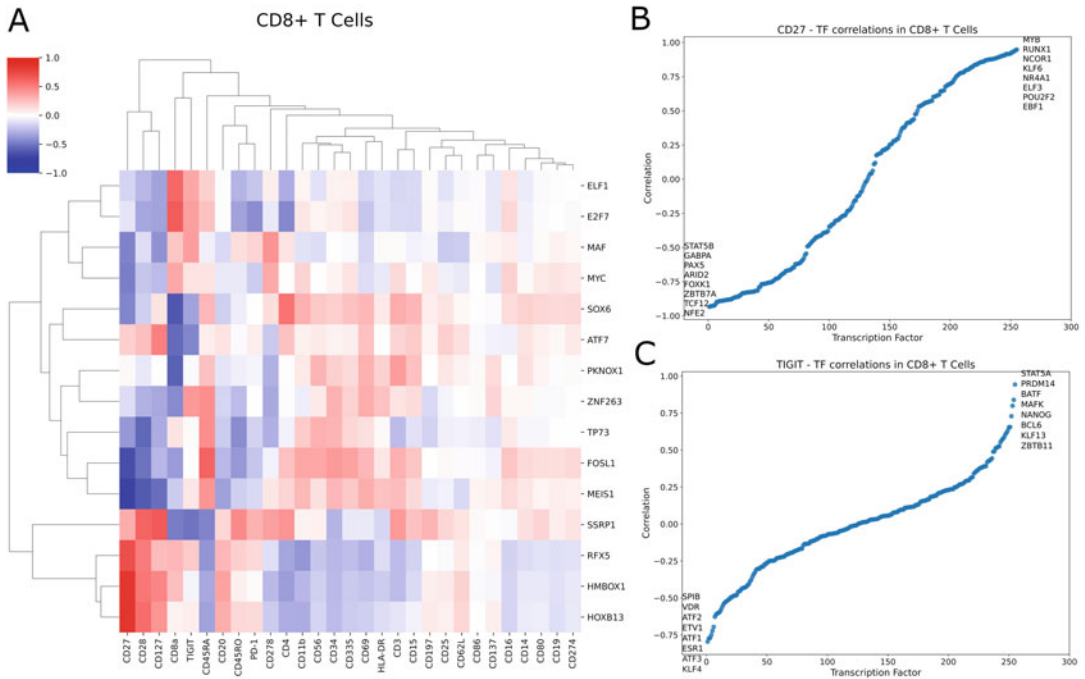 A
CD8+ T Cells
1.0
0.5
0.0
−0.5
−1.0
ELF1
E2F7
MAF
MYC
SOX6
ATF7
PKNOX1
ZNF263
TP73
FOSL1
MEIS1
SSRP1
RFX5
HMBOX1
HOXB13
CD27
CD28
CD127
CD8a
TIGIT
CD45RA
CD20
CD45RO
PD-1
CD278
CD4
CD11b
CD56
CD34
CD335
CD69
HLA-DR
CD3
CD15
CD197
CD25
CD62L
CD86
CD137
CD16
CD14
CD80
CD19
CD274
B
CD27 - TF correlations in CD8+ T Cells
1.00
0.75
0.50
0.25
0.00
−0.25
−0.50
−0.75
−1.00
Correlation
MYB
RUNX1
NCOR1
KLF6
NR4A1
ELF3
POU2F2
EBF1
STAT5B
GABPA
PAX5
ARID2
FOXK1
ZBTB7A
TCF12
NFE2
0 50 100 150 200 250 300
Transcription Factor
C
TIGIT - TF correlations in CD8+ T Cells
1.00
0.75
0.50
0.25
0.00
−0.25
−0.50
−0.75
Correlation
STAT5A
PRDM14
BATF
MAFK
NANOG
BCL6
KLF13
ZBTB11
SPIB
VDR
ATF2
ETV1
ATF1
ESR1
ATF3
KLF4
0 50 100 150 200 250 300
Transcription Factor